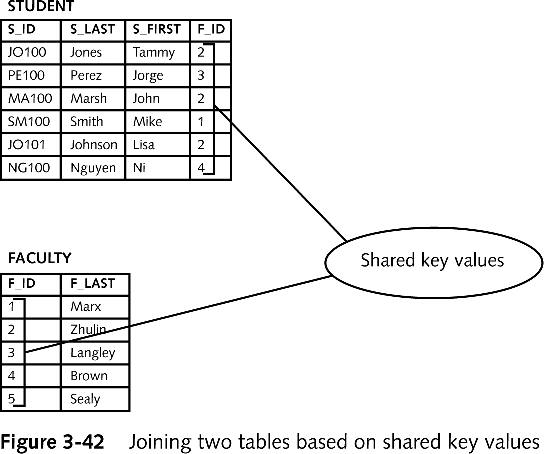 STUDENT
S_ID S_LAST S_FIRST F_ID
JO100 Jones Tammy 2
PE100 Perez Jorge 3
MA100 Marsh John 2
SM100 Smith Mike 1
JO101 Johnson Lisa 2
NG100 Nguyen Ni 4
Shared key values
FACULTY
F_ID F_LAST
1 Marx
2 Zhulin
3 Langley
4 Brown
5 Sealy
Figure 3-42 Joining two tables based on shared key values